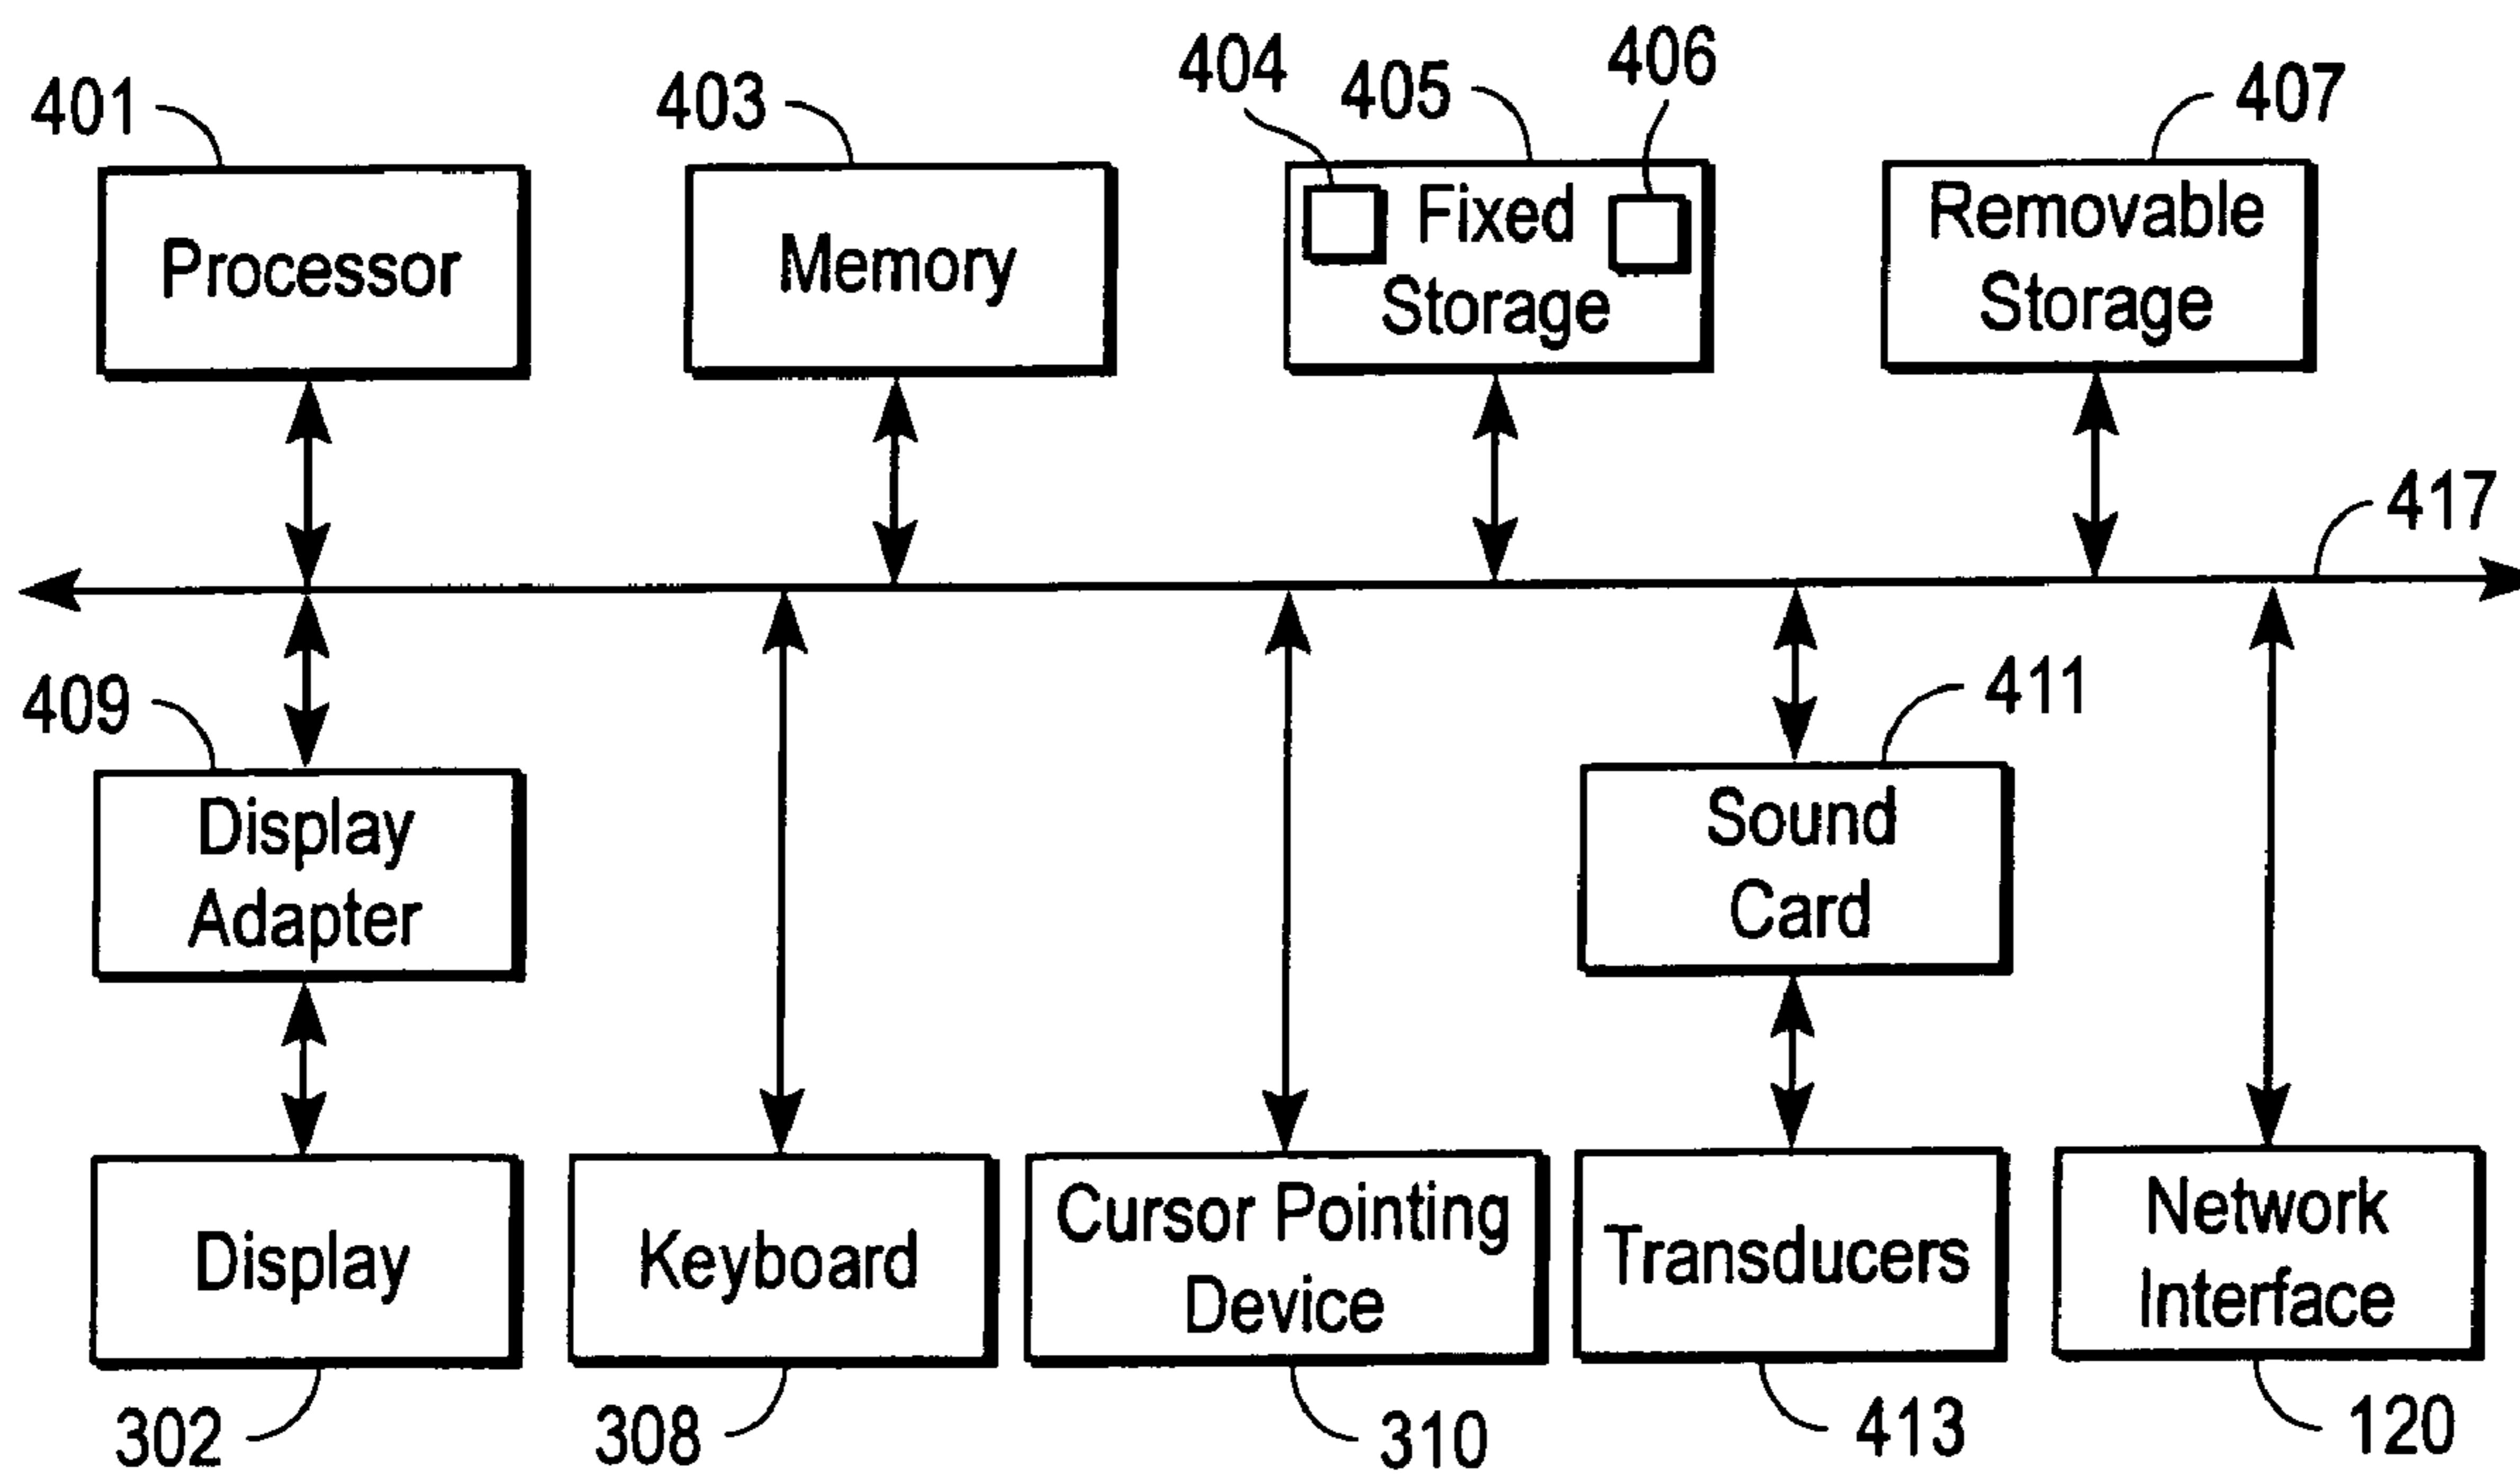 401
403
404
405
406
407
Processor
Memory
Fixed
Storage
Removable
Storage
417
409
411
Display
Adapter
Sound
Card
Display
Keyboard
Cursor Pointing
Device
Transducers
Network
Interface
302
308
310
413
120